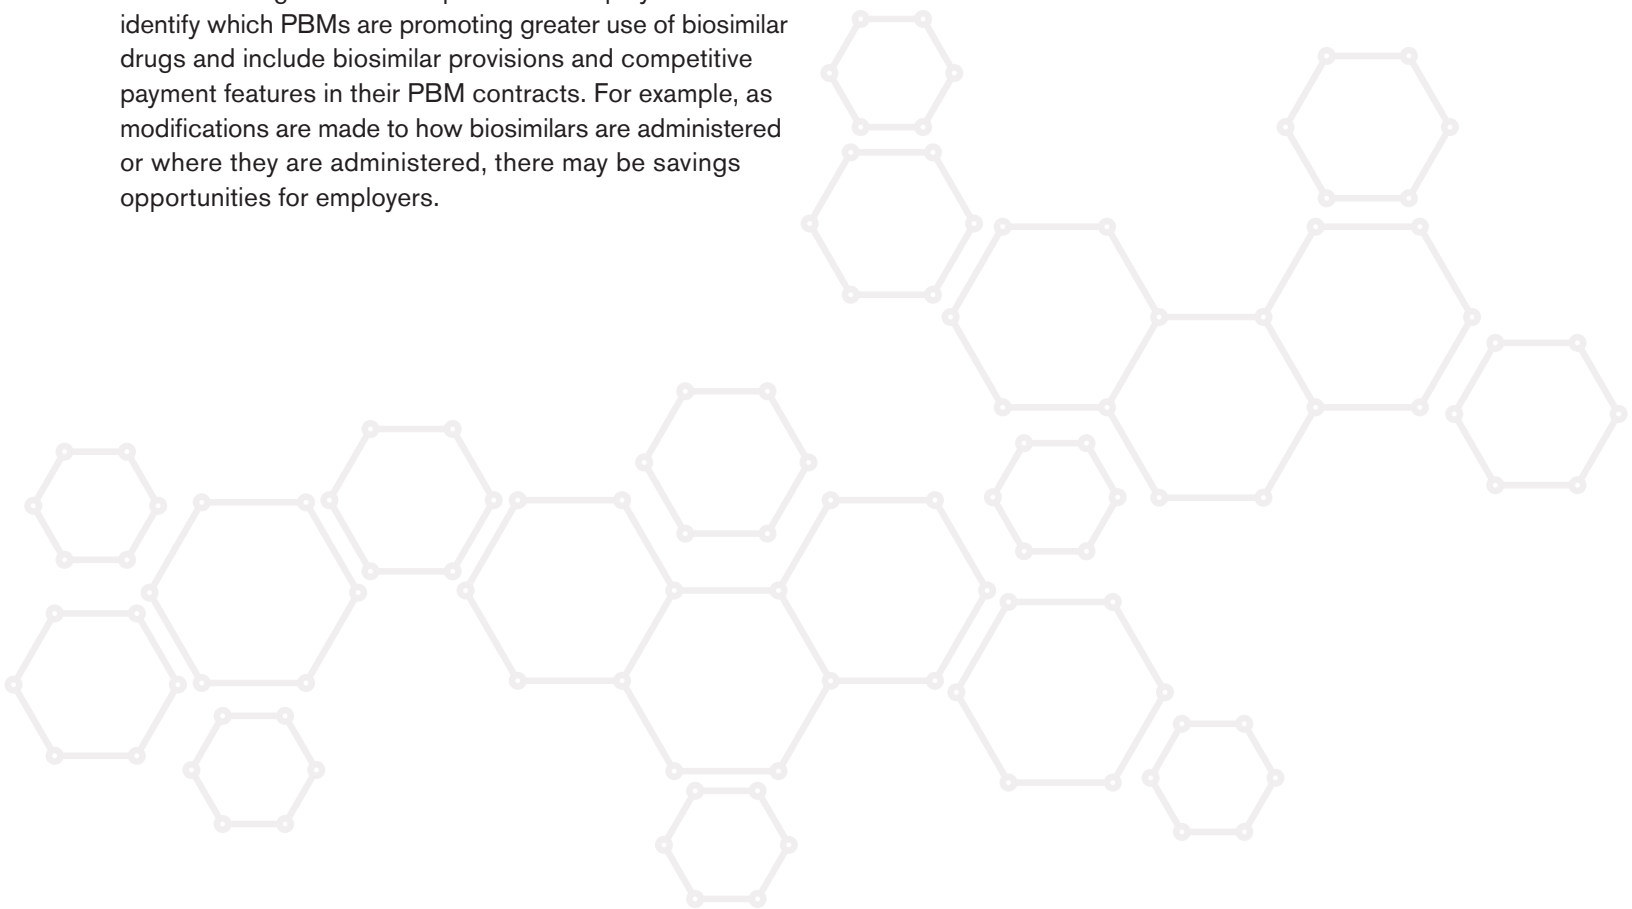 identify which PBMs are promoting greater use of biosimilar
drugs and include biosimilar provisions and competitive
payment features in their PBM contracts. For example, as
modifications are made to how biosimilars are administered
or where they are administered, there may be savings
opportunities for employers.